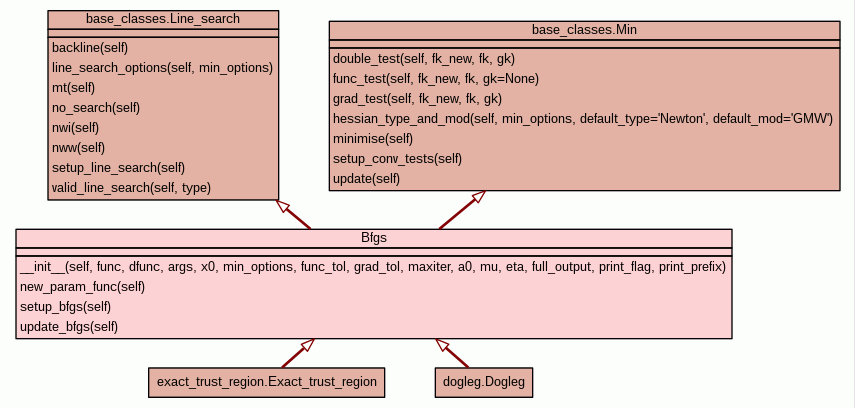 base_classes.Line_search
backline(self)
line_search_options(self, min_options)
mt(self)
no_search(self)
nwi(self)
nww(self)
setup_line_search(self)
valid_line_search(self, type)
base_classes.Min
double_test(self, fk_new, fk, gk)
func_test(self, fk_new, fk, gk=None)
grad_test(self, fk_new, fk, gk)
hessian_type_and_mod(self, min_options, default_type='Newton', default_mod='GMW')
minimise(self)
setup_conv_tests(self)
update(self)
Bfgs
__init__(self, func, dfunc, args, x0, min_options, func_tol, grad_tol, maxiter, a0, mu, eta, full_output, print_flag, print_prefix)
new_param_func(self)
setup_bfgs(self)
update_bfgs(self)
exact_trust_region.Exact_trust_region
dogleg.Dogleg